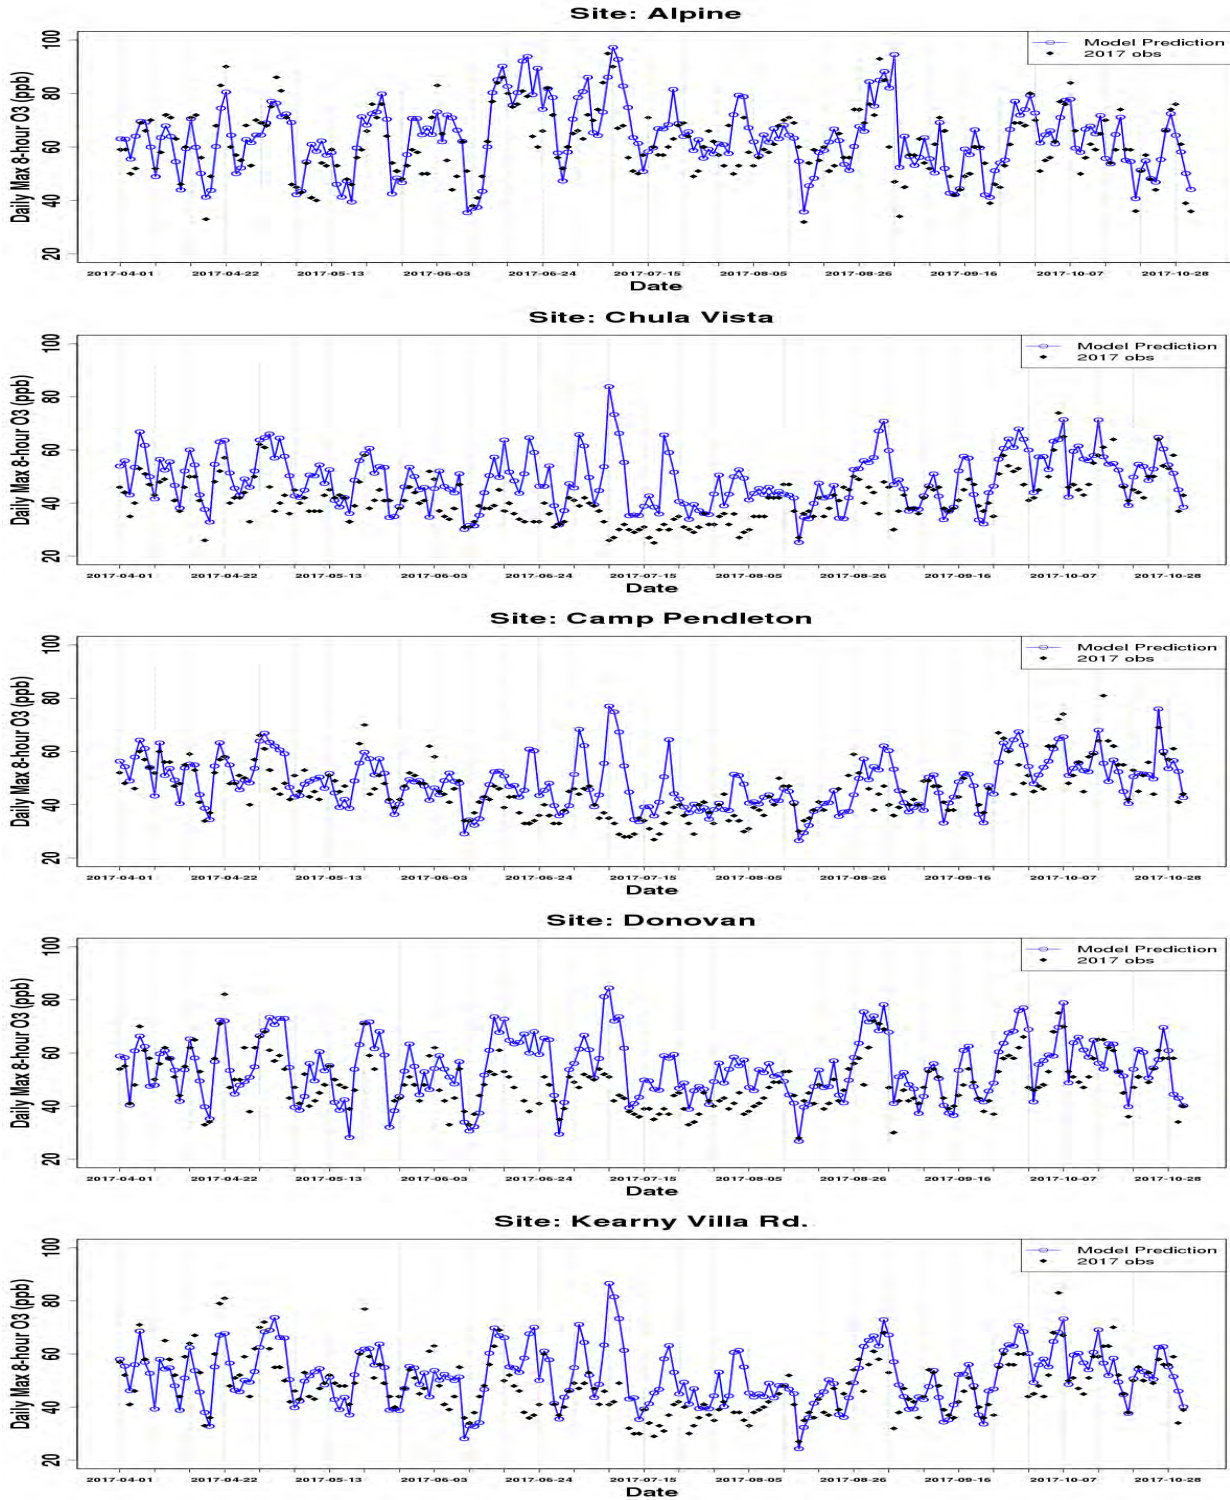 Site: Alpine
Daily Max 8-hour O3 (ppb)
100
80
60
40
20
Model Prediction
2017 obs
2017-04-01 2017-04-22 2017-05-13 2017-06-03 2017-06-24 2017-07-15 2017-08-05 2017-08-26 2017-09-16 2017-10-07 2017-10-28
Date
Site: Chula Vista
Daily Max 8-hour O3 (ppb)
100
80
60
40
20
Model Prediction
2017 obs
2017-04-01 2017-04-22 2017-05-13 2017-06-03 2017-06-24 2017-07-15 2017-08-05 2017-08-26 2017-09-16 2017-10-07 2017-10-28
Date
Site: Camp Pendleton
Daily Max 8-hour O3 (ppb)
100
80
60
40
20
Model Prediction
2017 obs
2017-04-01 2017-04-22 2017-05-13 2017-06-03 2017-06-24 2017-07-15 2017-08-05 2017-08-26 2017-09-16 2017-10-07 2017-10-28
Date
Site: Donovan
Daily Max 8-hour O3 (ppb)
100
80
60
40
20
Model Prediction
2017 obs
2017-04-01 2017-04-22 2017-05-13 2017-06-03 2017-06-24 2017-07-15 2017-08-05 2017-08-26 2017-09-16 2017-10-07 2017-10-28
Date
Site: Kearny Villa Rd.
Daily Max 8-hour O3 (ppb)
100
80
60
40
20
Model Prediction
2017 obs
2017-04-01 2017-04-22 2017-05-13 2017-06-03 2017-06-24 2017-07-15 2017-08-05 2017-08-26 2017-09-16 2017-10-07 2017-10-28
Date